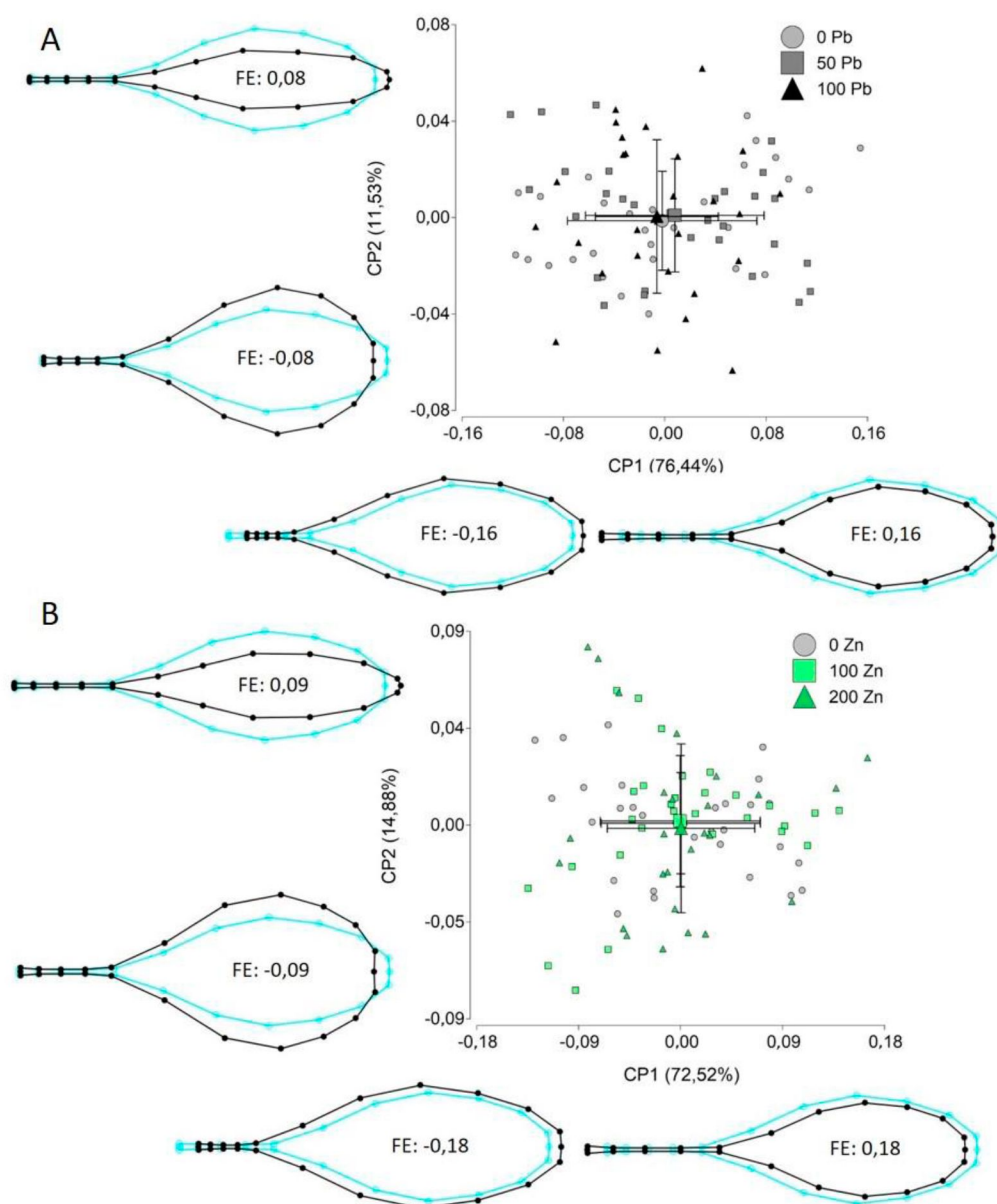 A
FE: 0,08
FE: -0,08
0 Pb
50 Pb
100 Pb
0,08
0,04
0,00
-0,04
-0,08
CP2 (11,53%)
-0,16
-0,08
0,00
0,08
0,16
CP1 (76,44%)
FE: -0,16
FE: 0,16
B
FE: 0,09
FE: -0,09
0 Zn
100 Zn
200 Zn
0,09
0,04
0,00
-0,05
-0,09
CP2 (14,88%)
-0,18
-0,09
0,00
0,09
0,18
CP1 (72,52%)
FE: -0,18
FE: 0,18